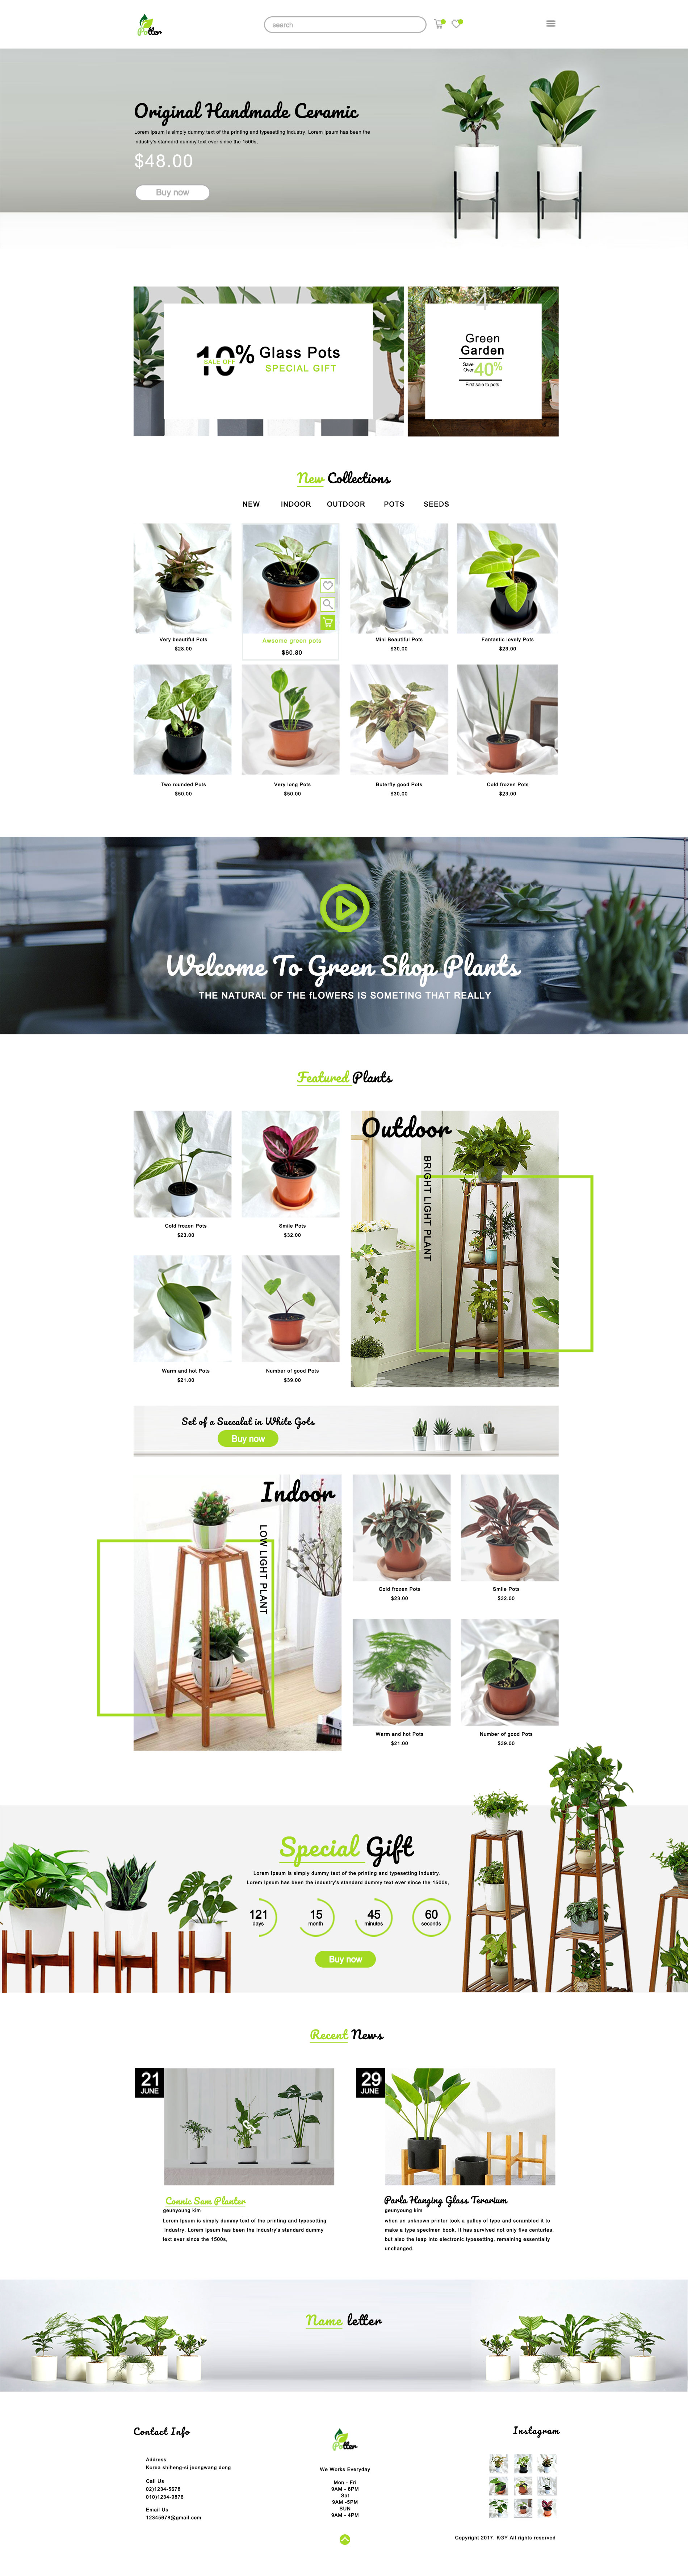 Potter
search
Original Handmade Ceramic
Lorem Ipsum is simply dummy text of the printing and typesetting industry. Lorem Ipsum has been the
industry's standard dummy text ever since the 1500s,
$48.00
Buy now
10% Glass Pots
SALE OFF
SPECIAL GIFT
4
Green
Garden
Save
Over 40%
First sale to pots
New Collections
NEW INDOOR OUTDOOR POTS SEEDS
Very beautiful Pots
$28.00
Awsome green pots
$60.80
Mini Beautiful Pots
$30.00
Fantastic lovely Pots
$23.00
Two rounded Pots
$50.00
Very long Pots
$50.00
Buterfly good Pots
$30.00
Cold frozen Pots
$23.00
Welcome To Green Shop Plants
THE NATURAL OF THE fLOWERS IS SOMETING THAT REALLY
Featured Plants
Cold frozen Pots
$23.00
Smile Pots
$32.00
Outdoor
BRIGHT LIGHT PLANT
Warm and hot Pots
$21.00
Number of good Pots
$39.00
Set of a Succalat in White Gots
Buy now
Indoor
LOW LIGHT PLANT
Cold frozen Pots
$23.00
Smile Pots
$32.00
Warm and hot Pots
$21.00
Number of good Pots
$39.00
Special Gift
Lorem Ipsum is simply dummy text of the printing and typesetting industry.
Lorem Ipsum has been the industry's standard dummy text ever since the 1500s,
121
days
15
month
45
minutes
60
seconds
Buy now
Recent News
21
JUNE
Connic Sam Planter
geunyoung kim
Lorem Ipsum is simply dummy text of the printing and typesetting
industry. Lorem Ipsum has been the industry's standard dummy
text ever since the 1500s,
29
JUNE
Parla Hanging Glass Terarium
geunyoung kim
when an unknown printer took a galley of type and scrambled it to
make a type specimen book. It has survived not only five centuries,
but also the leap into electronic typesetting, remaining essentially
unchanged.
Name letter
Contact Info
Address
Korea shiheng-si jeongwang dong
Call Us
02)1234-5678
010)1234-9876
Email Us
12345678@gmail.com
Potter
We Works Everyday
Mon - Fri
9AM - 6PM
Sat
9AM -5PM
SUN
9AM - 4PM
Instagram
Copyright 2017. KGY All rights reserved